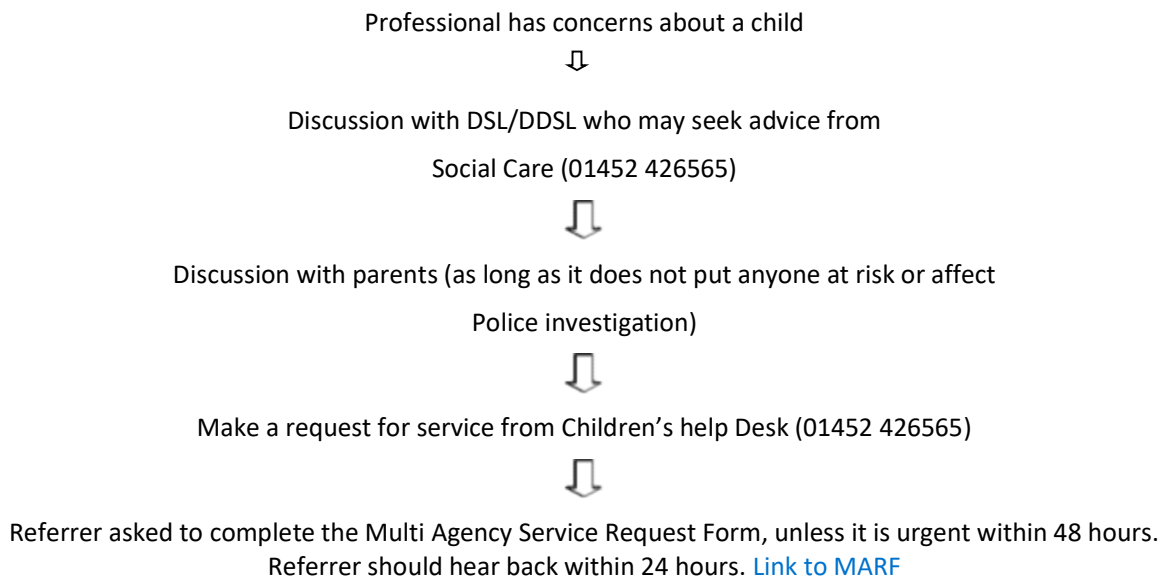 Professional has concerns about a child
Discussion with DSL/DDSL who may seek advice from
Social Care (01452 426565)
Discussion with parents (as long as it does not put anyone at risk or affect
Police investigation)
Make a request for service from Children’s help Desk (01452 426565)
Referrer asked to complete the Multi Agency Service Request Form, unless it is urgent within 48 hours.
Referrer should hear back within 24 hours. Link to MARF